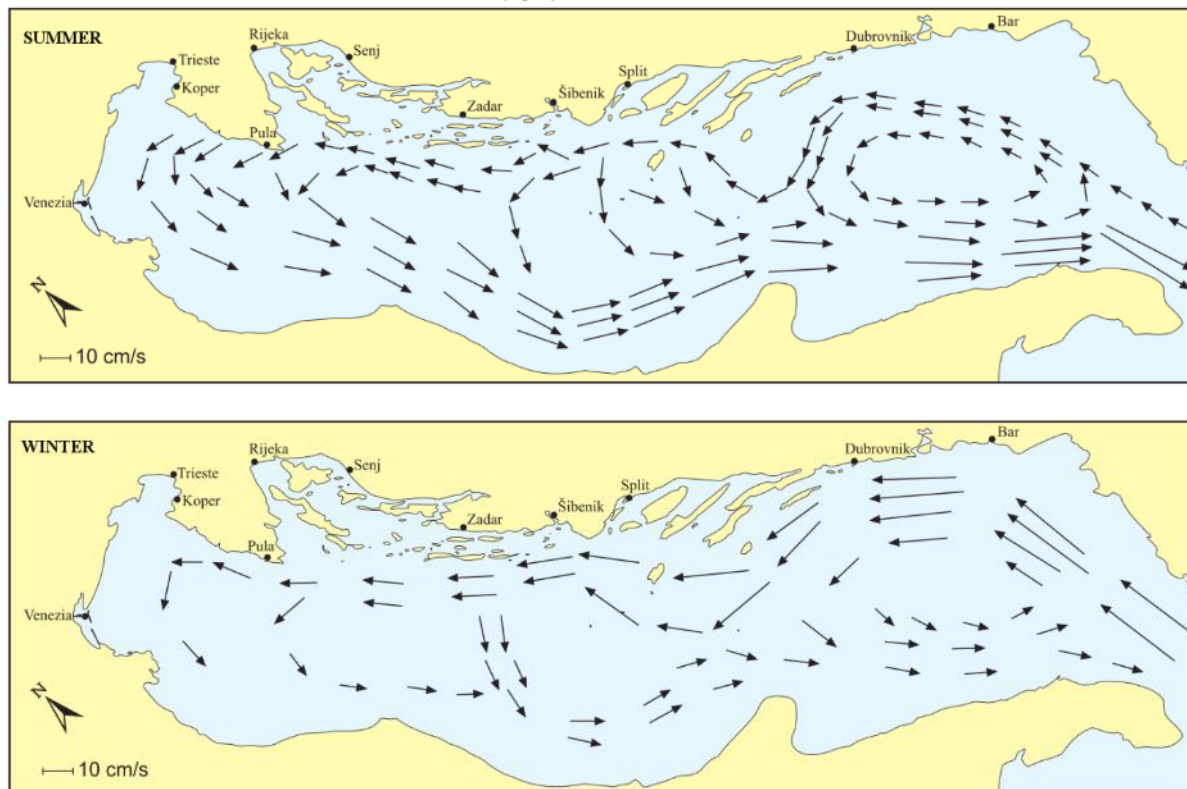 SUMMER
Rijeka
Trieste
Senj
Koper
Zadar
Šibenik
Split
Dubrovnik
Bar
Pula
Venezia
N
10 cm/s
WINTER
Rijeka
Trieste
Senj
Koper
Zadar
Šibenik
Split
Dubrovnik
Bar
Pula
Venezia
N
10 cm/s